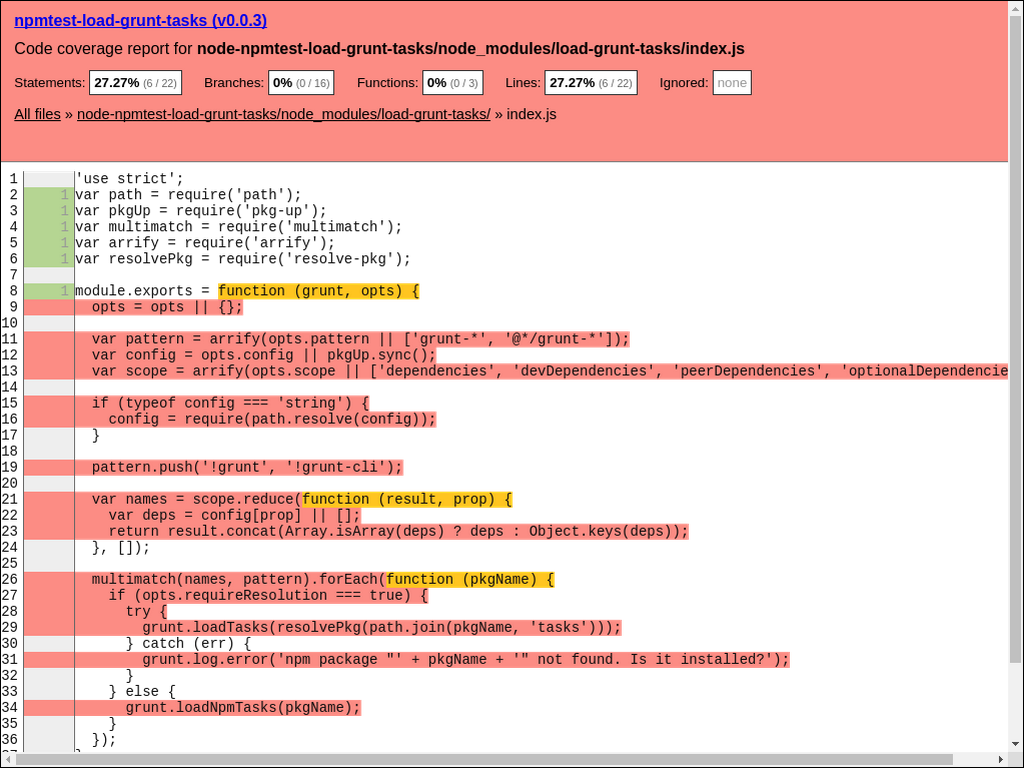 npmtest-load-grunt-tasks (v0.0.3)
Code coverage report for node-npmtest-load-grunt-tasks/node_modules/load-grunt-tasks/index.js
Statements: 27.27% (6 / 22) Branches: 0% (0 / 16) Functions: 0% (0 / 3) Lines: 27.27% (6 / 22) Ignored: none
All files » node-npmtest-load-grunt-tasks/node_modules/load-grunt-tasks/ » index.js
1 'use strict';
2 1 var path = require('path');
3 1 var pkgUp = require('pkg-up');
4 1 var multimatch = require('multimatch');
5 1 var arrify = require('arrify');
6 1 var resolvePkg = require('resolve-pkg');
7
8 1 module.exports = function (grunt, opts) {
9 opts = opts || {};
10
11 var pattern = arrify(opts.pattern || ['grunt-*', '@*/grunt-*']);
12 var config = opts.config || pkgUp.sync();
13 var scope = arrify(opts.scope || ['dependencies', 'devDependencies', 'peerDependencies', 'optionalDependencie
14
15 if (typeof config === 'string') {
16 config = require(path.resolve(config));
17 }
18
19 pattern.push('!grunt', '!grunt-cli');
20
21 var names = scope.reduce(function (result, prop) {
22 var deps = config[prop] || [];
23 return result.concat(Array.isArray(deps) ? deps : Object.keys(deps));
24 }, []);
25
26 multimatch(names, pattern).forEach(function (pkgName) {
27 if (opts.requireResolution === true) {
28 try {
29 grunt.loadTasks(resolvePkg(path.join(pkgName, 'tasks')));
30 } catch (err) {
31 grunt.log.error('npm package "' + pkgName + '" not found. Is it installed?');
32 }
33 } else {
34 grunt.loadNpmTasks(pkgName);
35 }
36 });